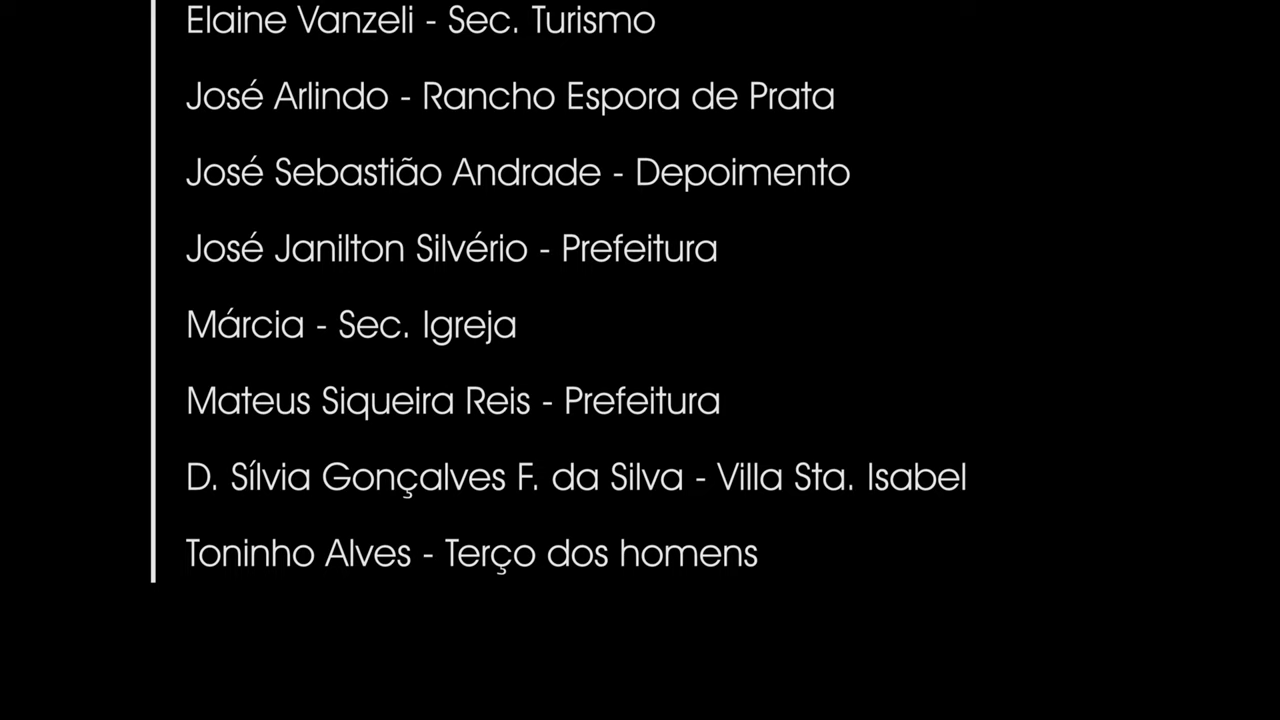 Elaine Vanzeli - Sec. Turismo
José Arlindo - Rancho Espora de Prata
José Sebastião Andrade - Depoimento
José Janilton Silvério - Prefeitura
Márcia - Sec. Igreja
Mateus Siqueira Reis - Prefeitura
D. Sílvia Gonçalves F. da Silva - Villa Sta. Isabel
Toninho Alves - Terço dos homens